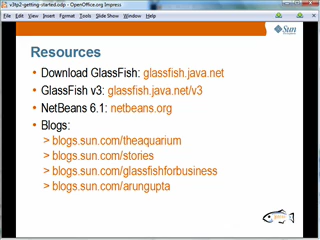 v3tp2-getting-started.odp - OpenOffice.org Impress
File Edit View Insert Format Tools Slide Show Window Help
Sun
Resources
• Download GlassFish: glassfish.java.net
• GlassFish v3: glassfish.java.net/v3
• NetBeans 6.1: netbeans.org
• Blogs:
> blogs.sun.com/theaquarium
> blogs.sun.com/stories
> blogs.sun.com/glassfishforbusiness
> blogs.sun.com/arungupta